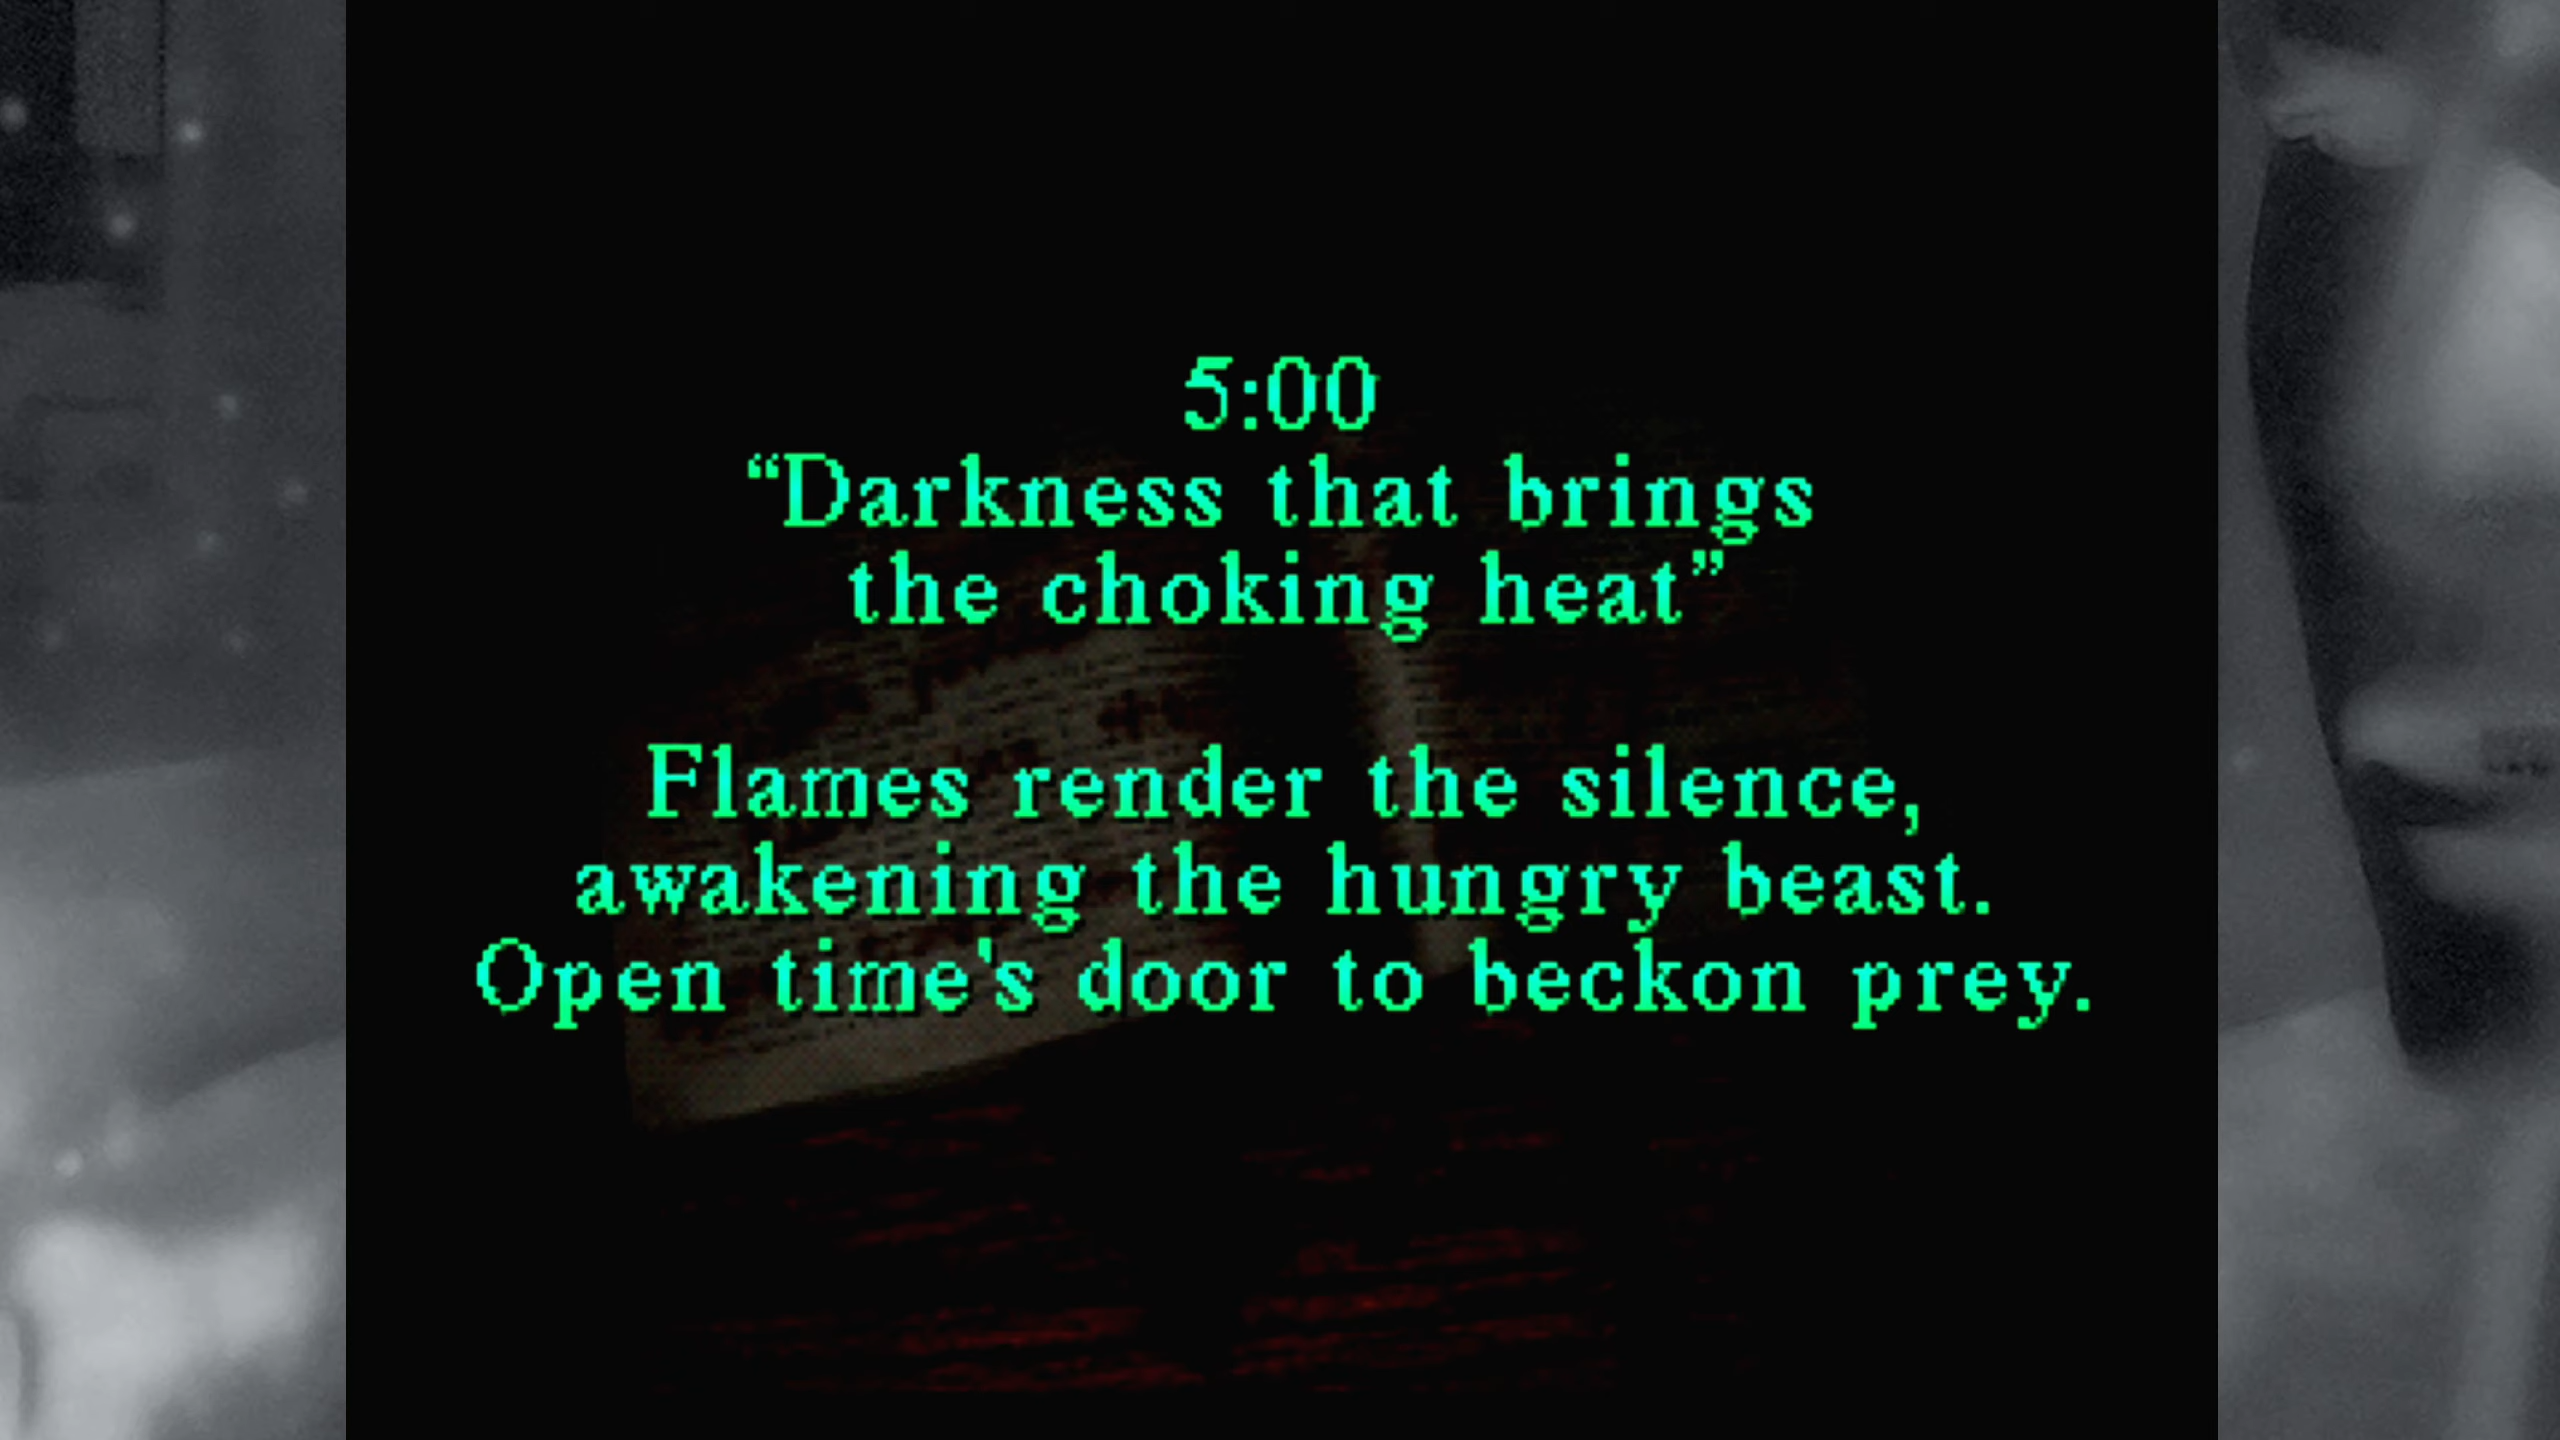 5:00
“Darkness that brings
the choking heat”
Flames render the silence,
awakening the hungry beast.
Open time's door to beckon prey.